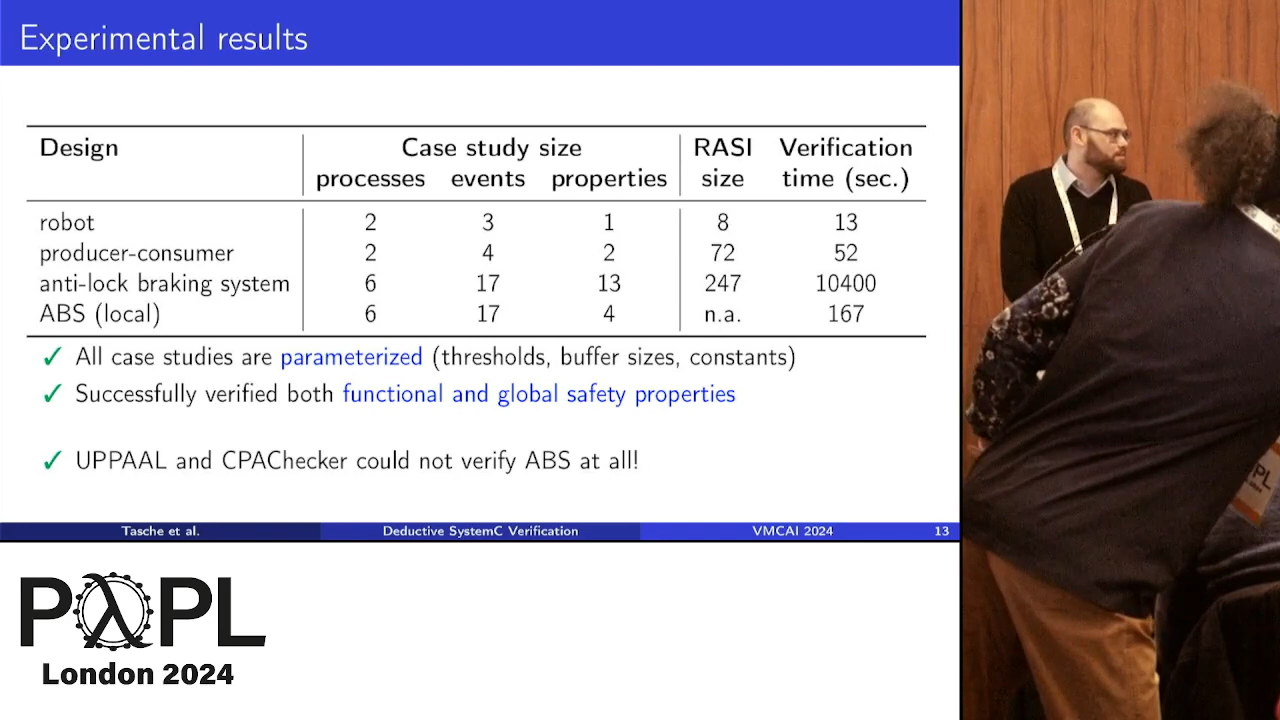 Experimental results
Design Case study size RASI Verification
processes events properties size time (sec.)
robot 2 3 1 8 13
producer-consumer 2 4 2 72 52
anti-lock braking system 6 17 13 247 10400
ABS (local) 6 17 4 n.a. 167
✓ All case studies are parameterized (thresholds, buffer sizes, constants)
✓ Successfully verified both functional and global safety properties
✓ UPPAAL and CPAChecker could not verify ABS at all!
Tasche et al. Deductive SystemC Verification VMCAI 2024 13
PλPL
London 2024